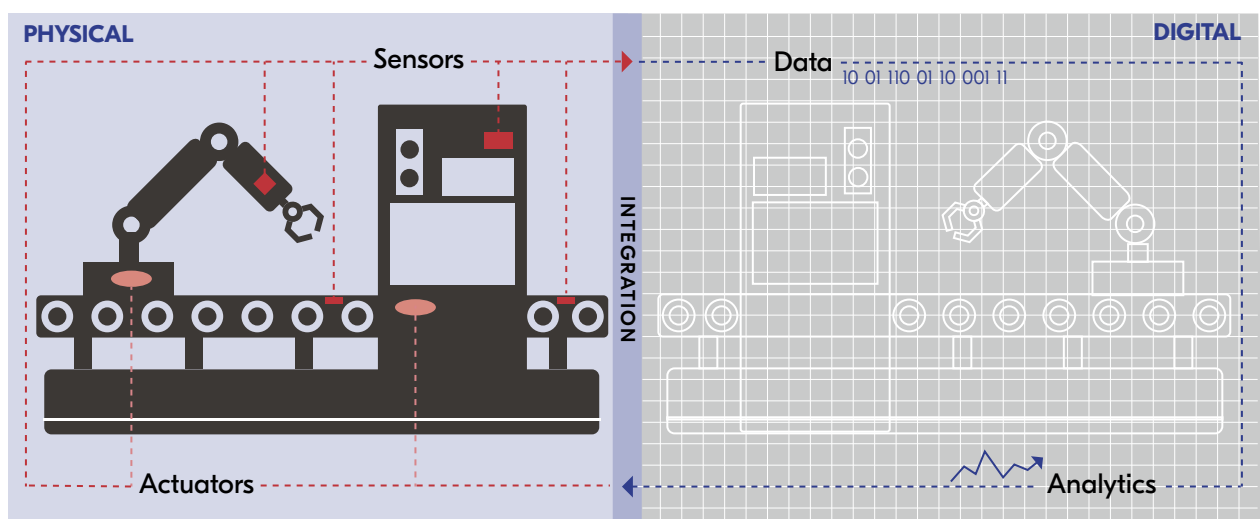 PHYSICAL
DIGITAL
Sensors
Data
10 01 110 01 10 001 11
INTEGRATION
Actuators
Analytics